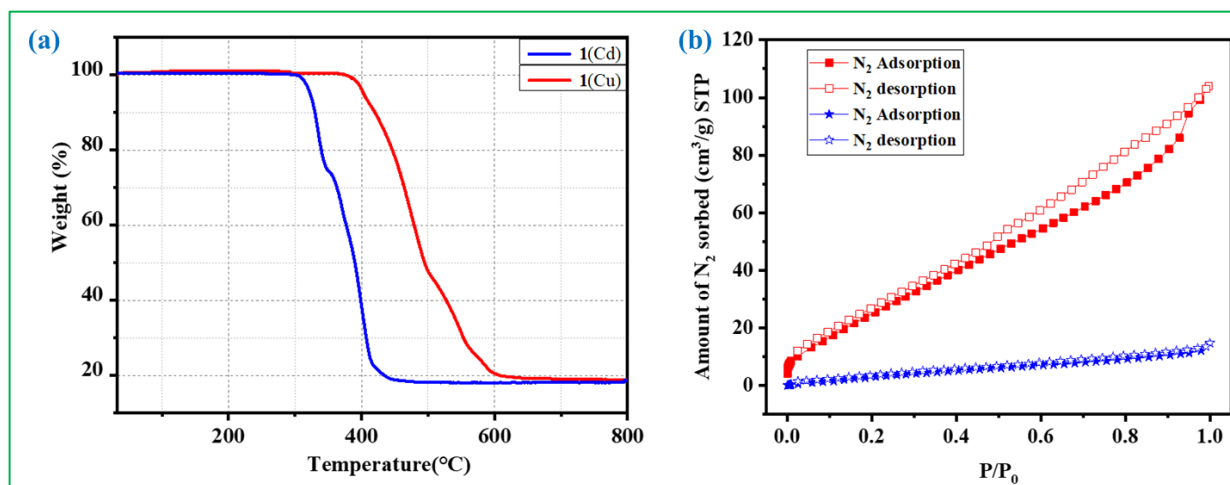 (a)
1(Cd)
1(Cu)
100
80
60
40
20
Weight (%)
200
400
600
800
Temperature(°C)
(b)
N₂ Adsorption
N₂ desorption
N₂ Adsorption
N₂ desorption
120
100
80
60
40
20
0
Amount of N₂ sorbed (cm³/g) STP
0.0
0.2
0.4
0.6
0.8
1.0
P/P₀